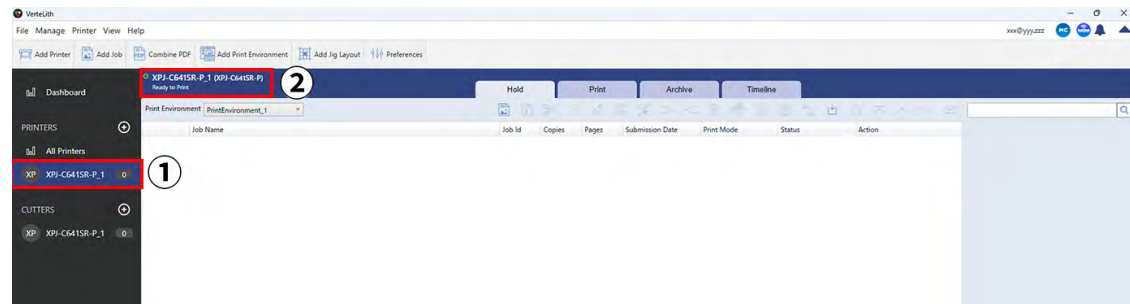 VerteLith
File Manage Printer View Help
xxx@yyy.zzz MC
Add Printer Add Job Combine PDF Add Print Environment Add Jig Layout Preferences
XPJ-C641SR-P_1 (XPJ-C641SR-P)
Ready to Print
2
Hold Print Archive Timeline
Dashboard
Print Environment PrintEnvironment_1
PRINTERS
Job Name Job Id Copies Pages Submission Date Print Mode Status Action
All Printers
XP XPJ-C641SR-P_1 0
1
CUTTERS
XP XPJ-C641SR-P_1 0